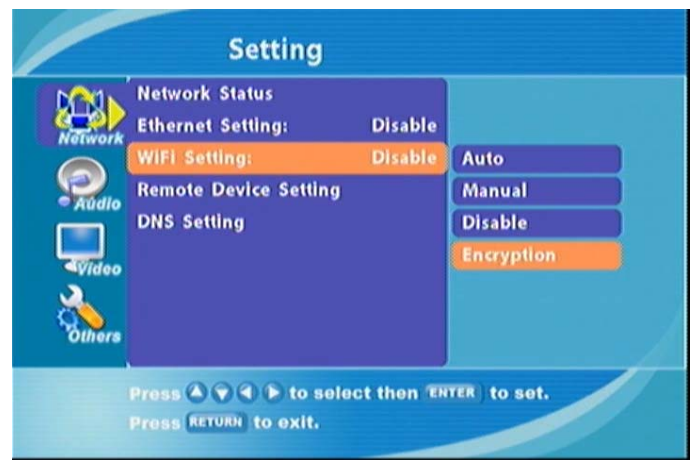 Setting
Network
Audio
Video
Others
Network Status
Ethernet Setting: Disable
WiFi Setting: Disable
Remote Device Setting
DNS Setting
Auto
Manual
Disable
Encryption
Press to select then ENTER to set.
Press RETURN to exit.